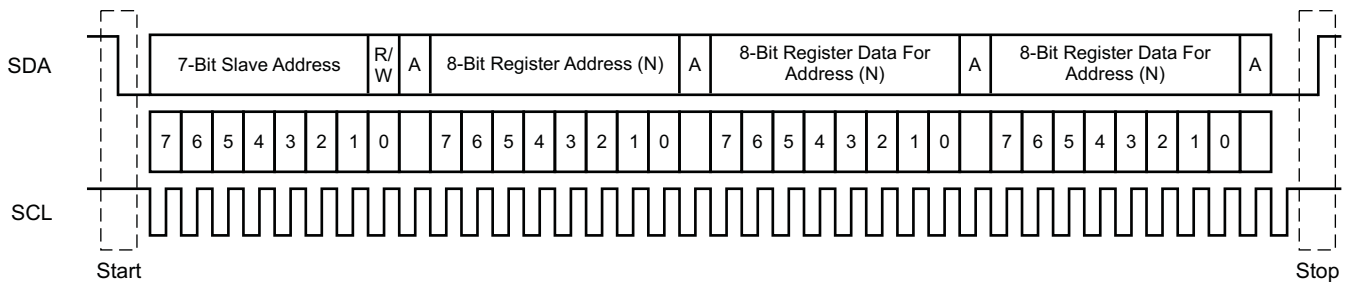 SDA
7-Bit Slave Address
R/
W
A
8-Bit Register Address (N)
A
8-Bit Register Data For
Address (N)
A
8-Bit Register Data For
Address (N)
A
7 6 5 4 3 2 1 0 7 6 5 4 3 2 1 0 7 6 5 4 3 2 1 0 7 6 5 4 3 2 1 0
SCL
Start
Stop